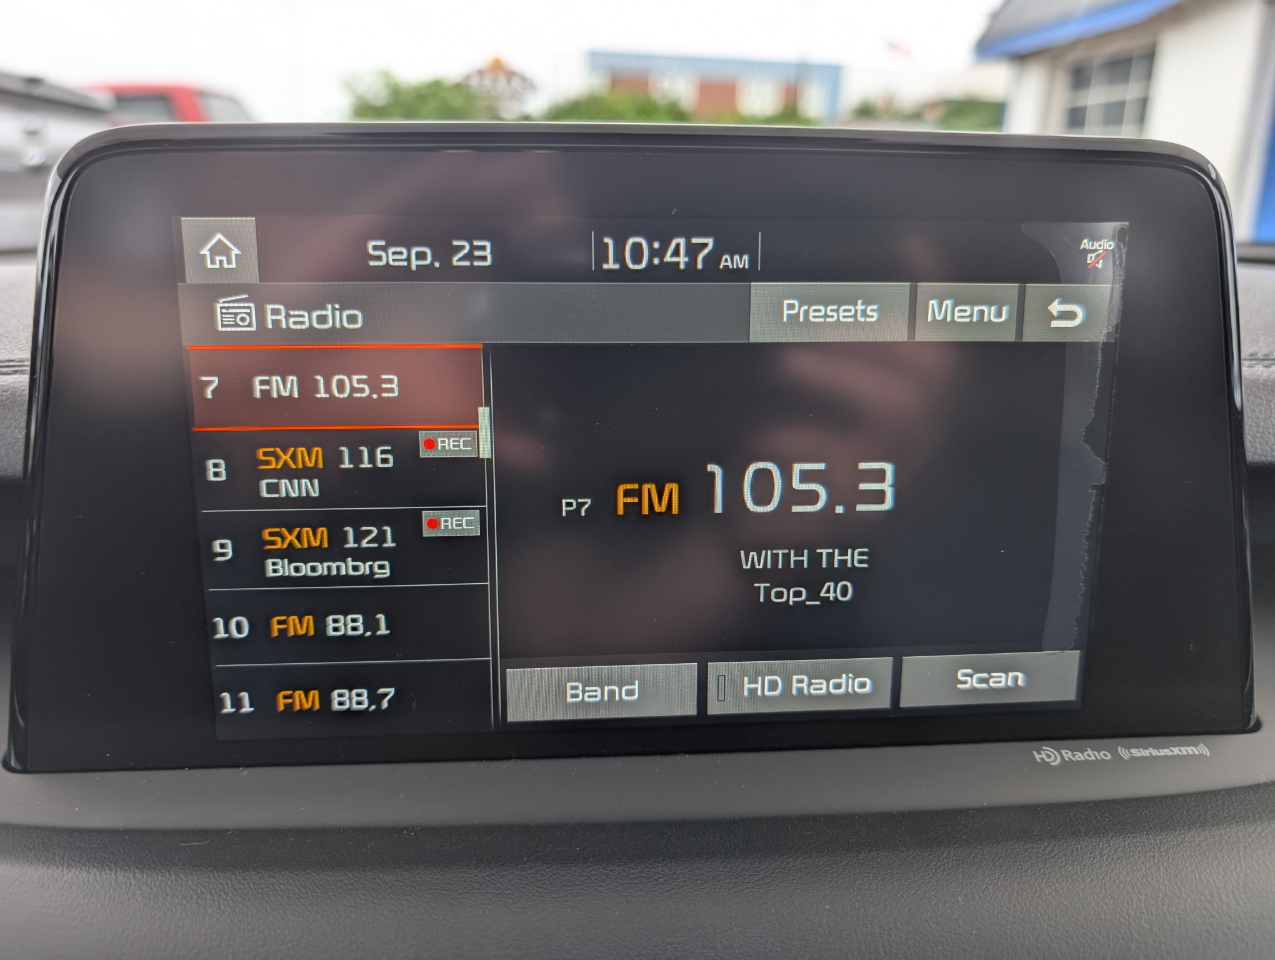 Sep. 23
10:47 AM
Audio
Radio
Presets
Menu
7 FM 105.3
8 SXM 116
REC
CNN
9 SXM 121
REC
Bloombrg
10 FM 88.1
11 FM 88.7
P7 FM 105.3
WITH THE
Top_40
Band
HD Radio
Scan
HD Radio
SiriusXM